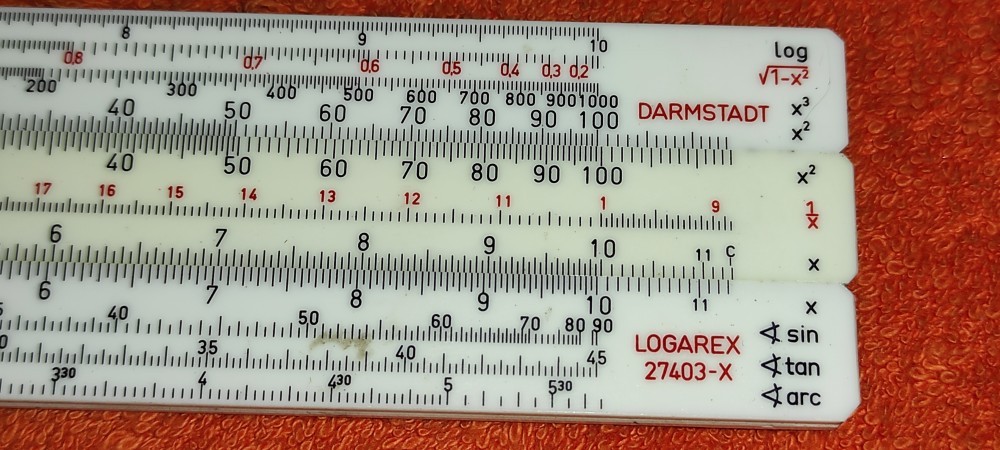 8 9 10 log
0,8 0,7 0,6 0,5 0,4 0,3 0,2 √1-x²
200 300 400 500 600 700 800 900 1000 x³
40 50 60 70 80 90 100 DARMSTADT x²
40 50 60 70 80 90 100 x²
17 16 15 14 13 12 11 1 9 1/x
6 7 8 9 10 11 C x
6 7 8 9 10 11 x
40 50 60 70 80 90 ∢ sin
35 40 45 LOGAREX ∢ tan
3³⁰ 4 4³⁰ 5 5³⁰ 27403-X ∢ arc